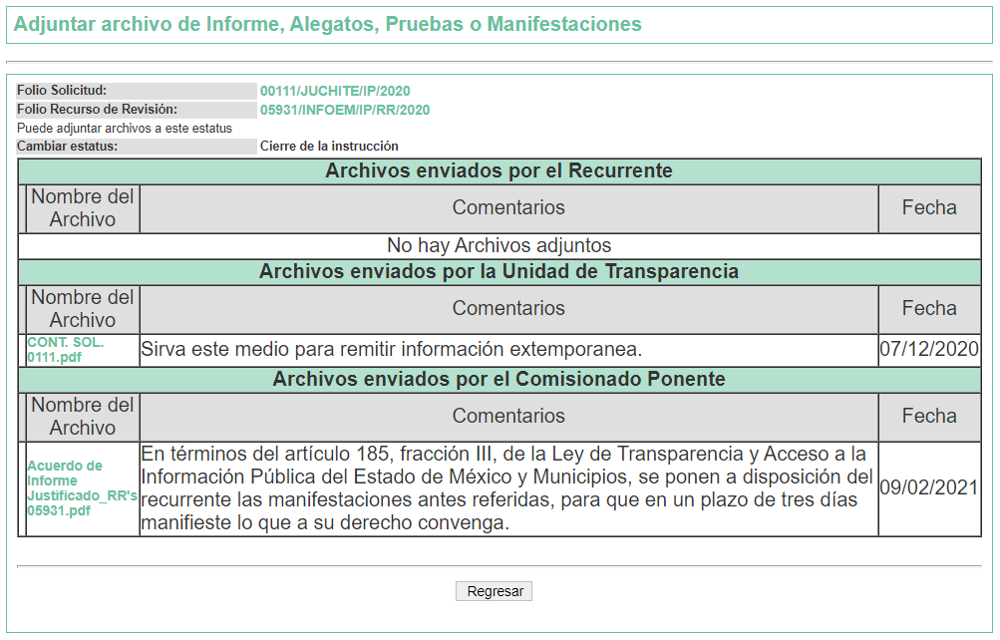 Adjuntar archivo de Informe, Alegatos, Pruebas o Manifestaciones
Folio Solicitud: 00111/JUCHITE/IP/2020
Folio Recurso de Revisión: 05931/INFOEM/IP/RR/2020
Puede adjuntar archivos a este estatus
Cambiar estatus: Cierre de la instrucción
Archivos enviados por el Recurrente
Nombre del
Archivo
Comentarios
Fecha
No hay Archivos adjuntos
Archivos enviados por la Unidad de Transparencia
Nombre del
Archivo
Comentarios
Fecha
CONT. SOL.
0111.pdf
Sirva este medio para remitir información extemporanea.
07/12/2020
Archivos enviados por el Comisionado Ponente
Nombre del
Archivo
Comentarios
Fecha
Acuerdo de
Informe
Justificado_RR's
05931.pdf
En términos del artículo 185, fracción III, de la Ley de Transparencia y Acceso a la
Información Pública del Estado de México y Municipios, se ponen a disposición del
recurrente las manifestaciones antes referidas, para que en un plazo de tres días
manifieste lo que a su derecho convenga.
09/02/2021
Regresar